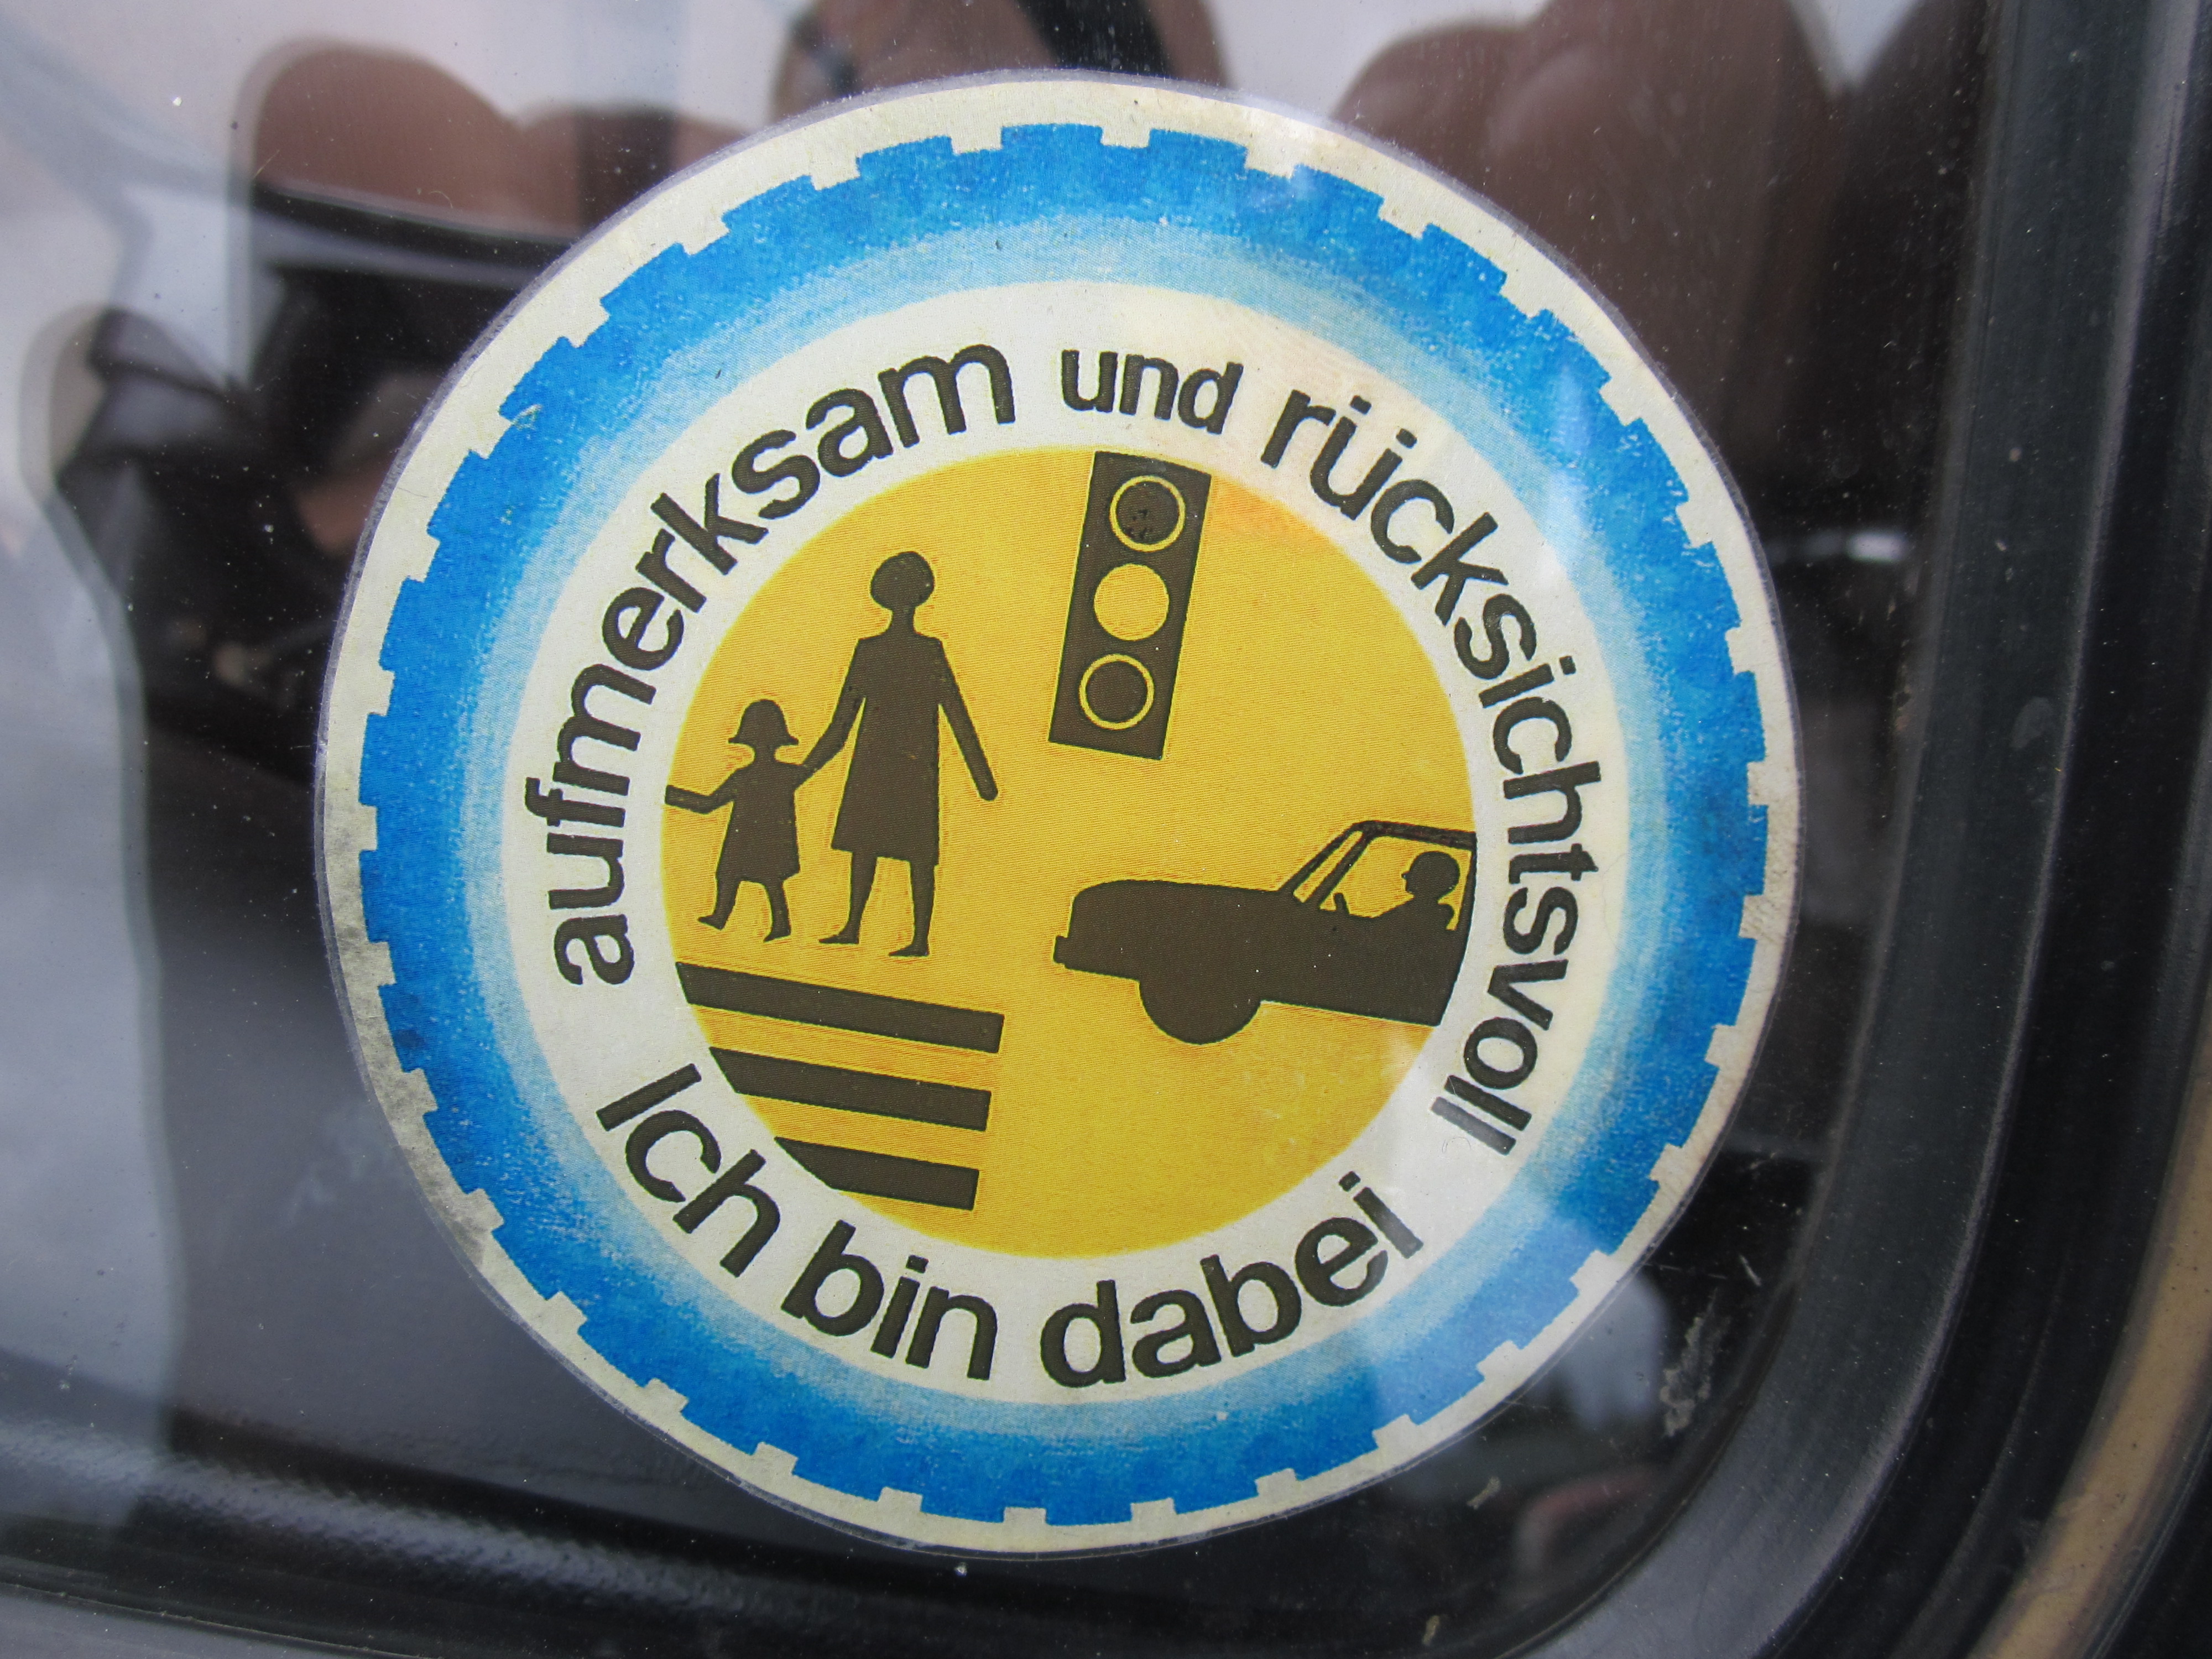 aufmerksam und rücksichtsvoll
Ich bin dabei